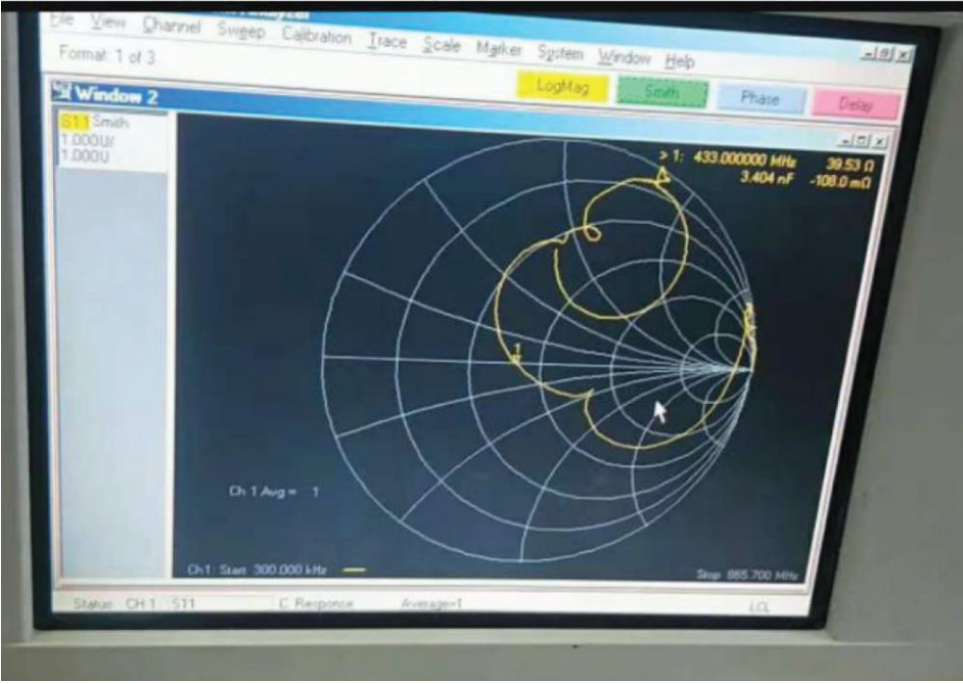 File View Channel Sweep Calibration Trace Scale Marker System Window Help
Format: 1 of 3
LogMag Smith Phase Delay
Window 2
S11 Smith
1.000U/
1.000U
> 1: 433.000000 MHz 39.53 Ω
3.404 nF -108.0 mΩ
1
Ch 1 Avg = 1
Ch1: Start 300.000 kHz
Stop 665.700 MHz
Status CH 1: S11 C Response Average=1 LCL